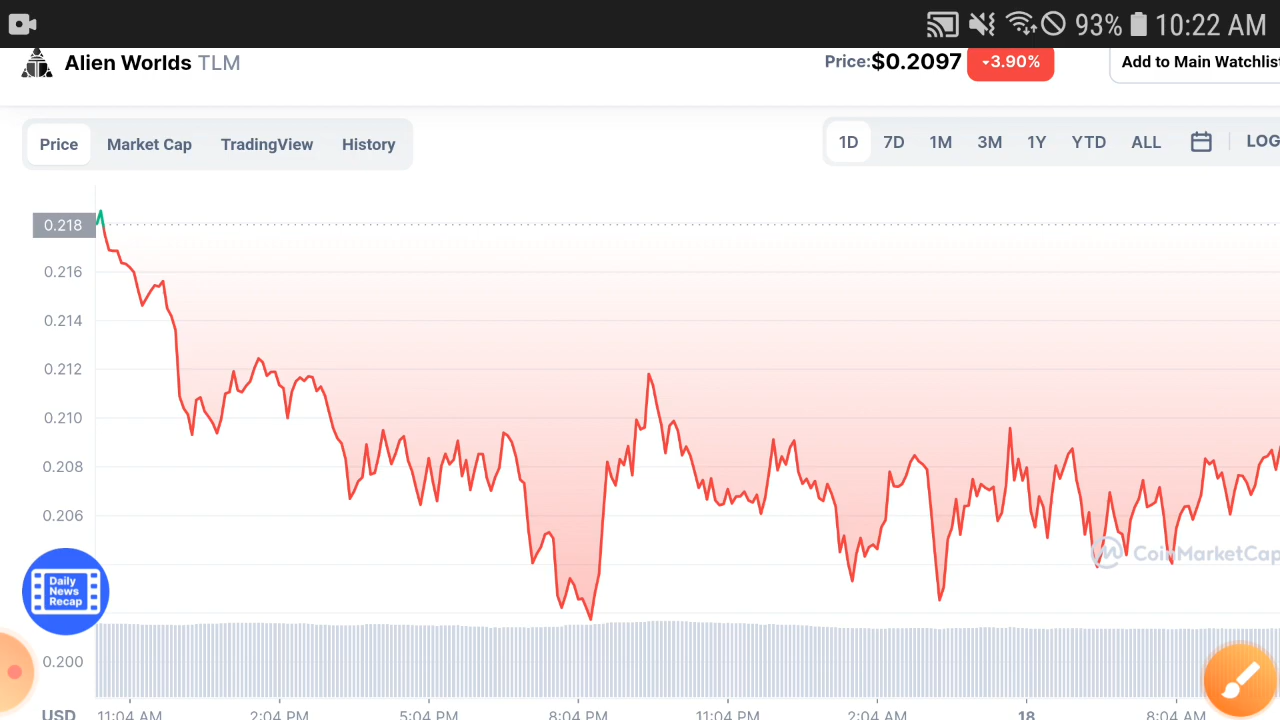 93% 10:22 AM
Alien Worlds TLM
Price:$0.2097 -3.90% Add to Main Watchlist
Price Market Cap TradingView History
1D 7D 1M 3M 1Y YTD ALL LOG
0.218
0.216
0.214
0.212
0.210
0.208
0.206
CoinMarketCap
Daily
News
Recap
0.200
USD 11:04 AM 2:04 PM 5:04 PM 8:04 PM 11:04 PM 2:04 AM 18 8:04 AM